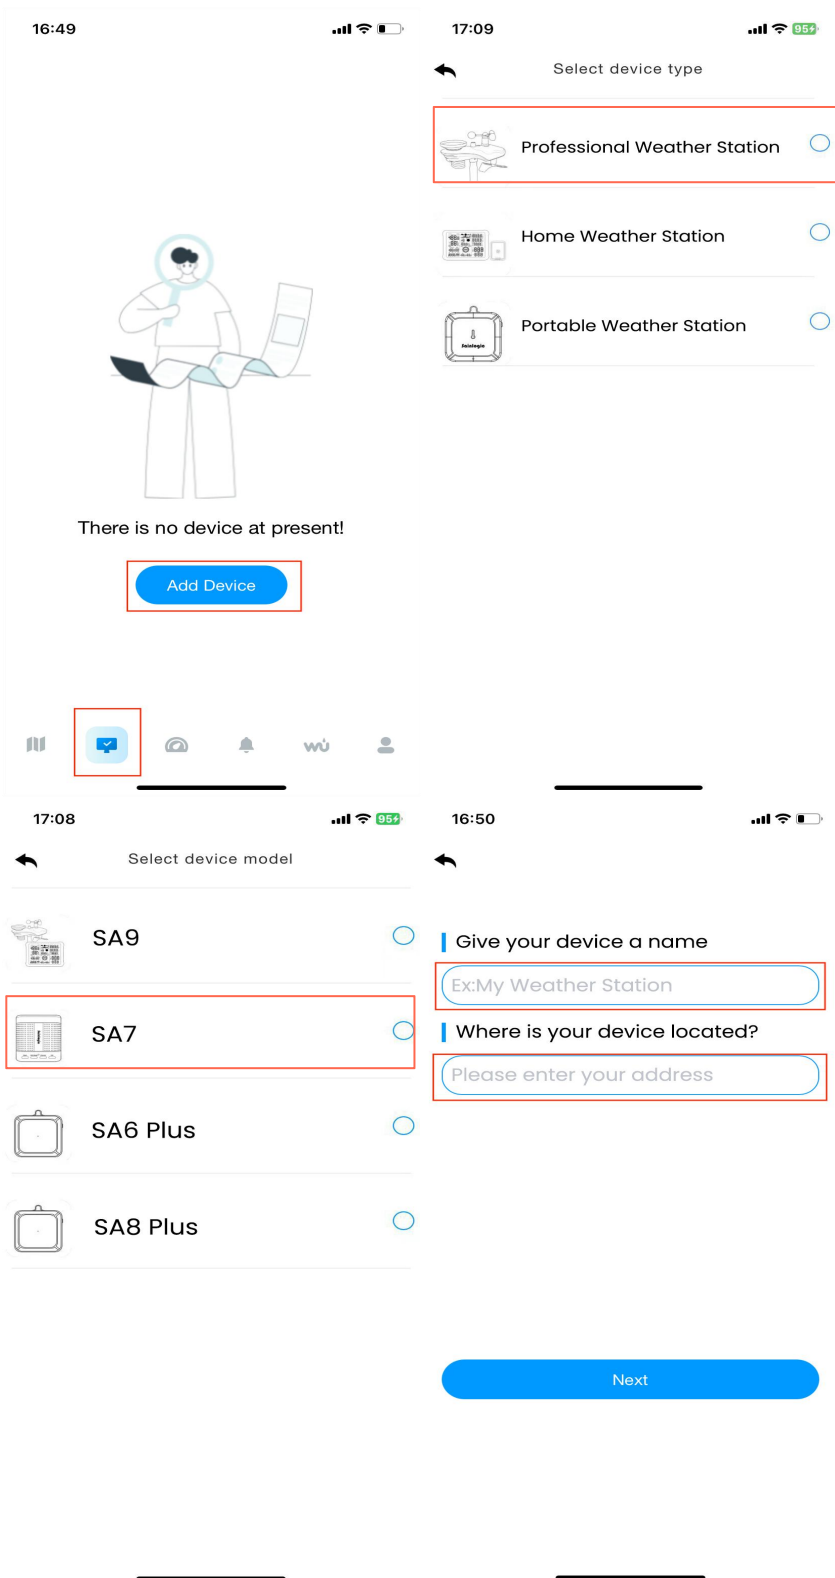 16:49
There is no device at present!
Add Device
wu
17:09
95
Select device type
Professional Weather Station
Home Weather Station
Portable Weather Station
17:08
95
Select device model
SA9
SA7
SA6 Plus
SA8 Plus
16:50
Give your device a name
Ex:My Weather Station
Where is your device located?
Please enter your address
Next